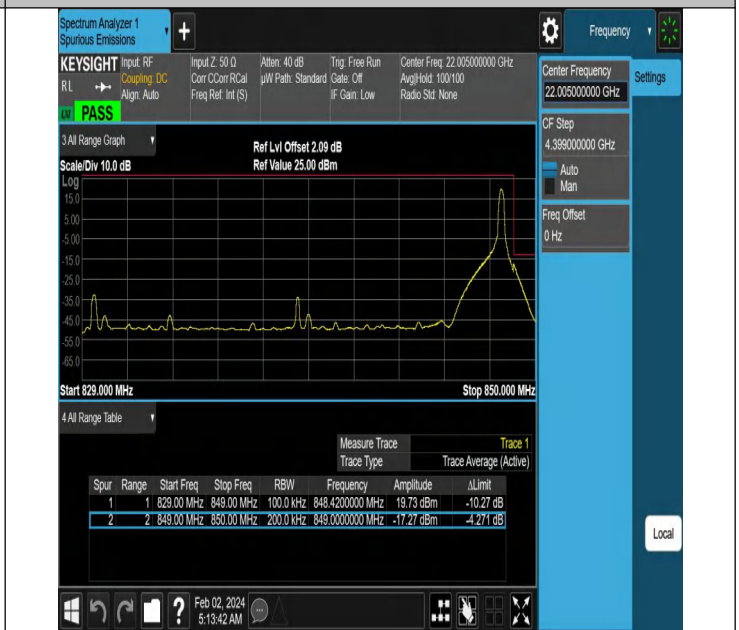 Spectrum Analyzer 1
Spurious Emissions
Frequency
KEYSIGHT
Input: RF
Coupling: DC
Align: Auto
Input Z: 50 Ω
Corr CCorr RCal
Freq Ref: Int (S)
Atten: 40 dB
µW Path: Standard
Trig: Free Run
Gate: Off
IF Gain: Low
Center Freq: 22.005000000 GHz
Avg|Hold: 100/100
Radio Std: None
RL
PASS
Center Frequency
22.005000000 GHz
Settings
CF Step
4.399000000 GHz
Auto
Man
Freq Offset
0 Hz
3 All Range Graph
Ref Lvl Offset 2.09 dB
Scale/Div 10.0 dB
Ref Value 25.00 dBm
Log
15.0
5.00
-5.00
-15.0
-25.0
-35.0
-45.0
-55.0
-65.0
Start 829.000 MHz
Stop 850.000 MHz
4 All Range Table
Measure Trace Trace 1
Trace Type Trace Average (Active)
Spur Range Start Freq Stop Freq RBW Frequency Amplitude ΔLimit
1 1 829.00 MHz 849.00 MHz 100.0 kHz 848.4200000 MHz 19.73 dBm -10.27 dB
2 2 849.00 MHz 850.00 MHz 200.0 kHz 849.0000000 MHz -17.27 dBm -4.271 dB
Local
?
Feb 02, 2024
5:13:42 AM